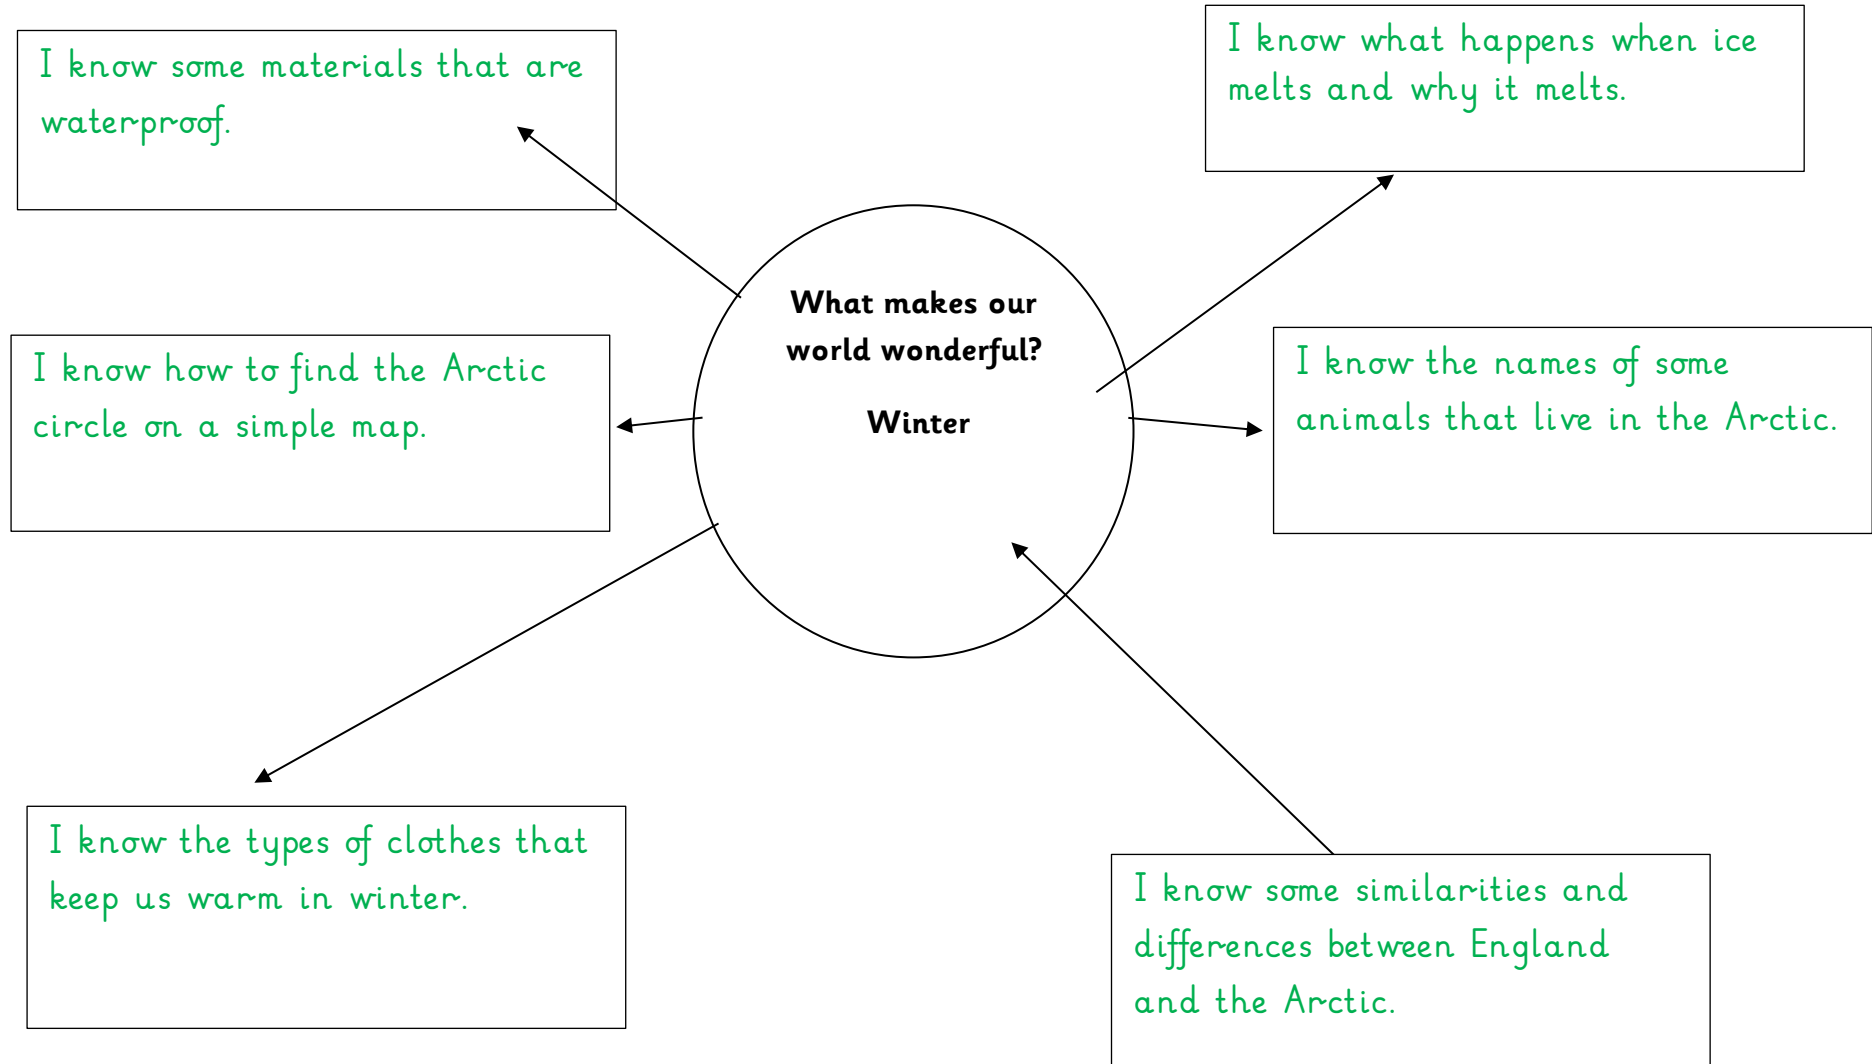 I know some materials that are
waterproof.
I know what happens when ice
melts and why it melts.
What makes our
world wonderful?
Winter
I know how to find the Arctic
circle on a simple map.
I know the names of some
animals that live in the Arctic.
I know the types of clothes that
keep us warm in winter.
I know some similarities and
differences between England
and the Arctic.